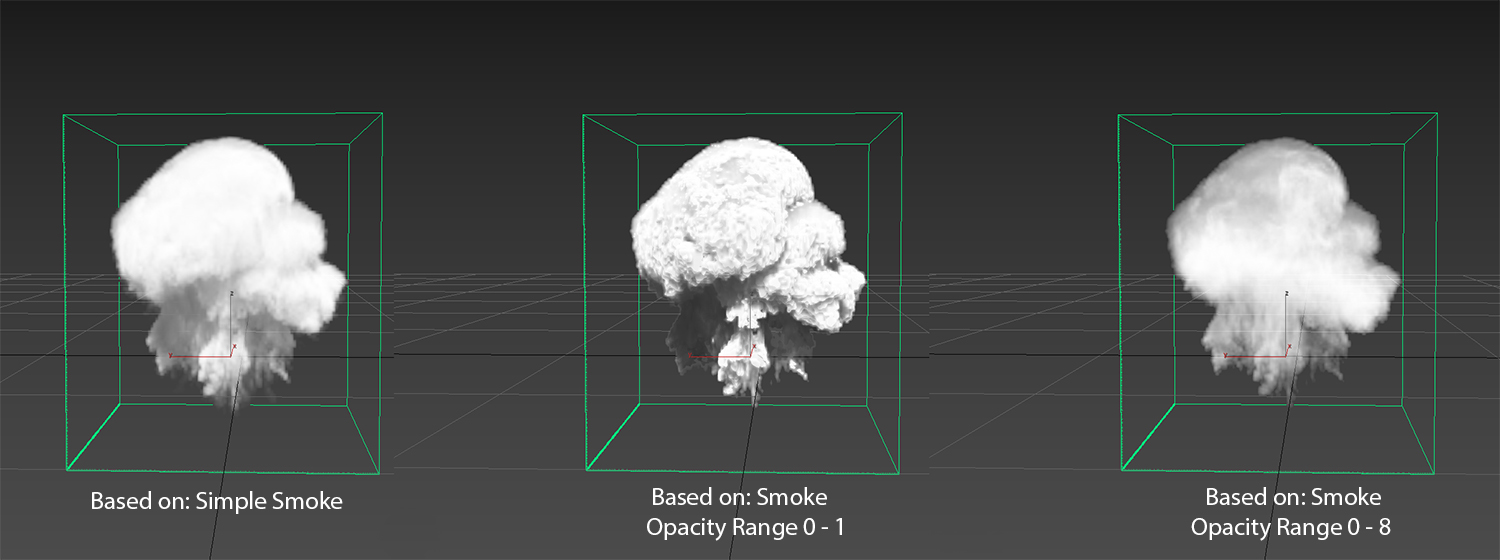 z
x
y
Based on: Simple Smoke
z
x
Based on: Smoke
Opacity Range 0 - 1
z
x
y
Based on: Smoke
Opacity Range 0 - 8